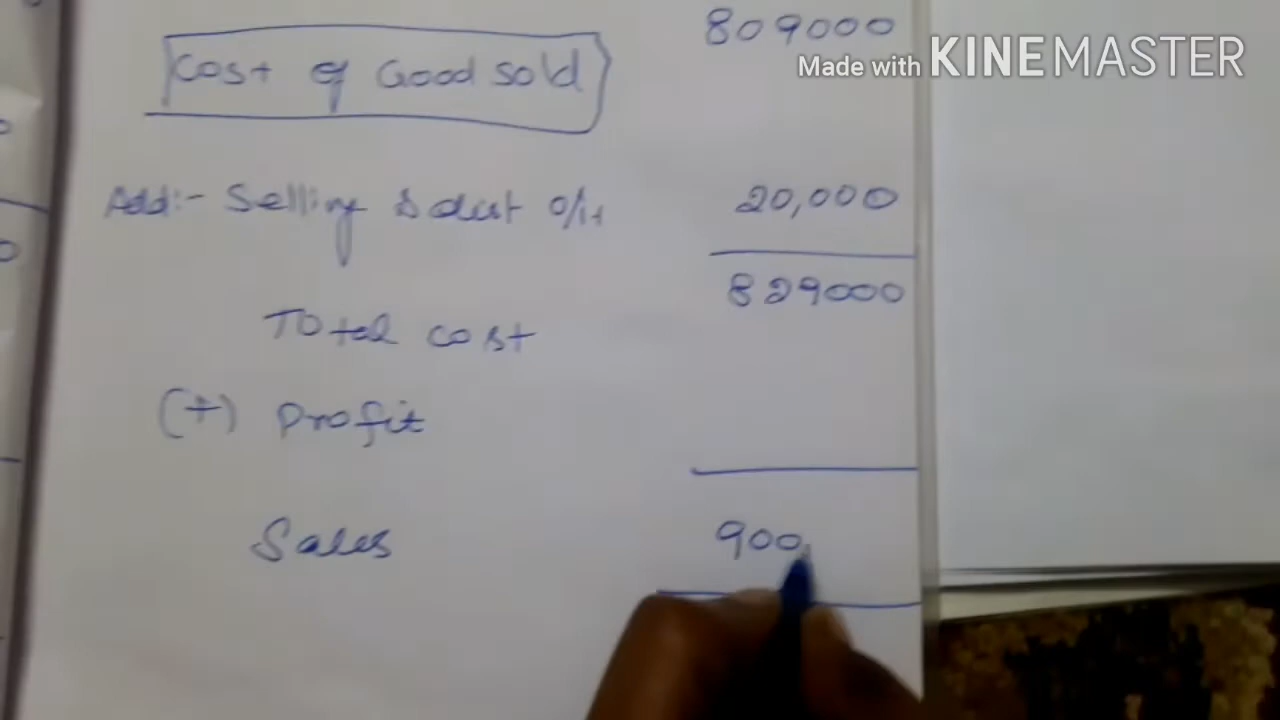 809000
Made with KINEMASTER
Cost of Good sold
Add:- Selling & dist o/H 20,000
829000
Total cost
(+) Profit
Sales 900